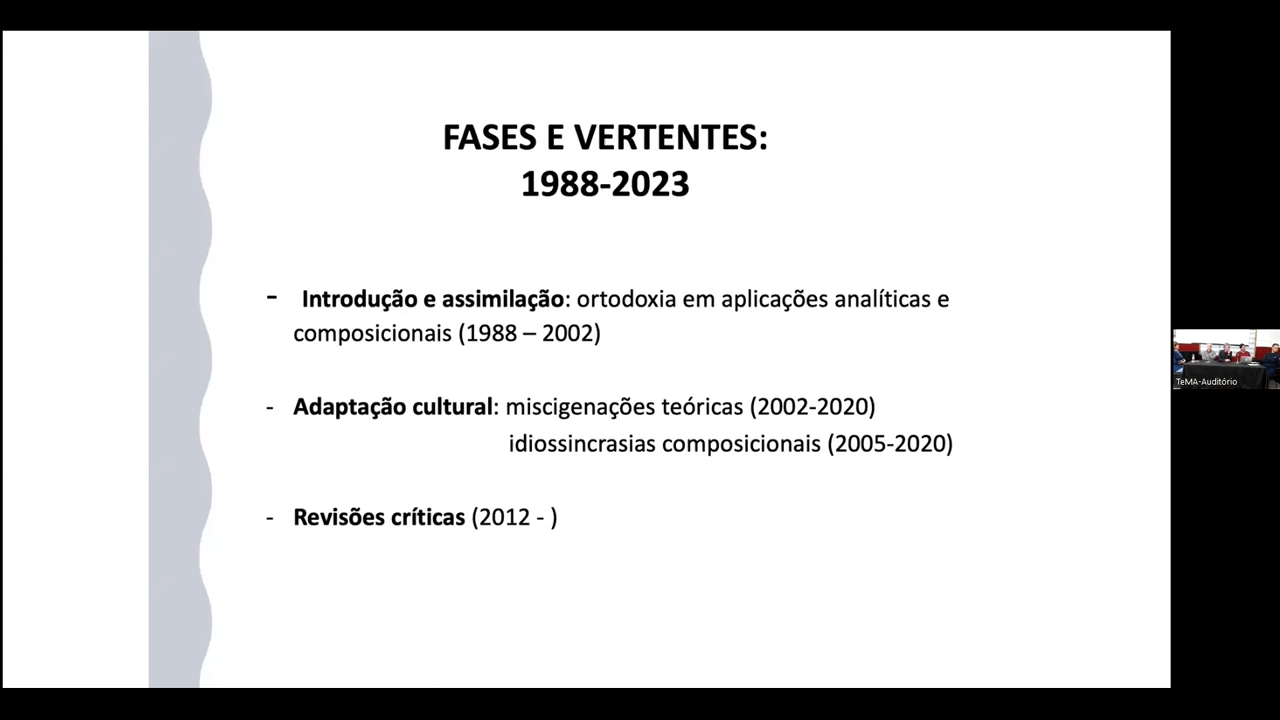 FASES E VERTENTES:
1988-2023
- Introdução e assimilação: ortodoxia em aplicações analíticas e
composicionais (1988 – 2002)
- Adaptação cultural: miscigenações teóricas (2002-2020)
idiossincrasias composicionais (2005-2020)
- Revisões críticas (2012 - )
TeMA-Auditório